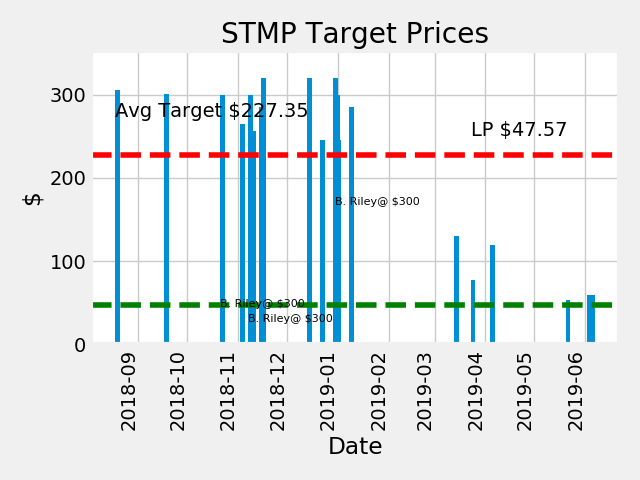 STMP Target Prices
300
Avg Target $227.35
LP $47.57
200
B. Riley@ $300
$
100
B. Riley@ $300
B. Riley@ $300
0
2018-09
2018-10
2018-11
2018-12
2019-01
2019-02
2019-03
2019-04
2019-05
2019-06
Date